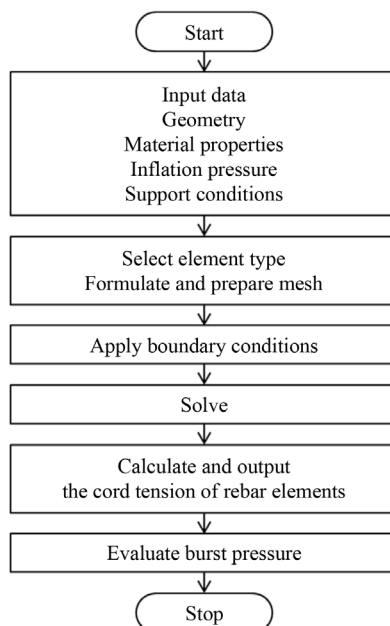 Start
Input data
Geometry
Material properties
Inflation pressure
Support conditions
Select element type
Formulate and prepare mesh
Apply boundary conditions
Solve
Calculate and output
the cord tension of rebar elements
Evaluate burst pressure
Stop